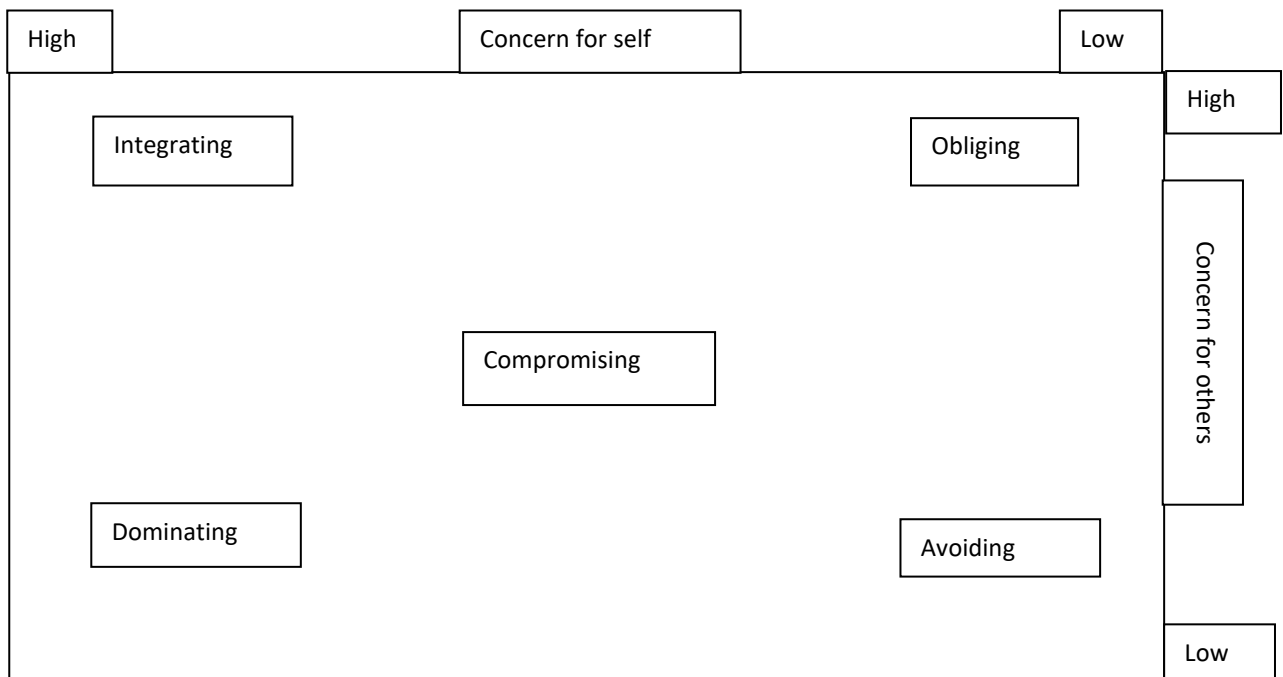 High
Concern for self
Low
High
Integrating
Obliging
Concern for others
Compromising
Dominating
Avoiding
Low